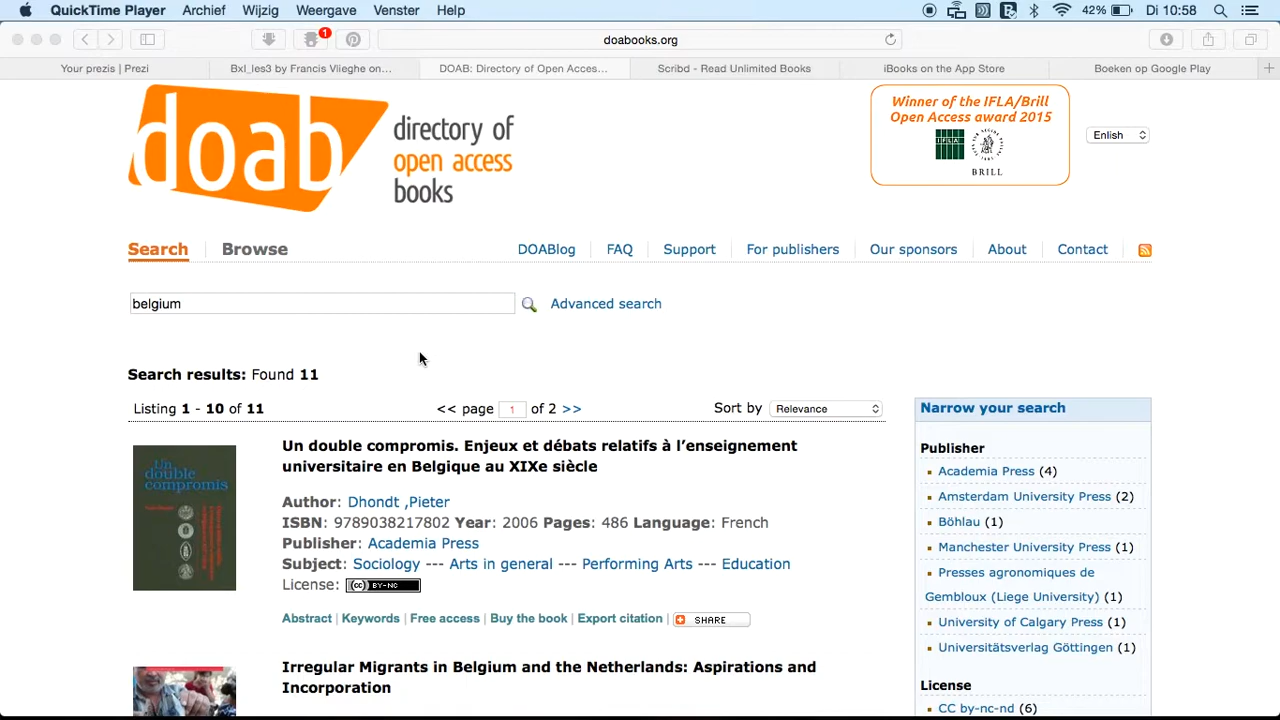 QuickTime Player Archief Wijzig Weergave Venster Help 42% Di 10:58
1 doabooks.org
Your prezis | Prezi Bxl_les3 by Francis Vlieghe on... DOAB: Directory of Open Acces... Scribd - Read Unlimited Books iBooks on the App Store Boeken op Google Play
doab
directory of
open access
books
Winner of the IFLA/Brill
Open Access award 2015
IFLA
BRILL
Enlish
Search Browse DOABlog FAQ Support For publishers Our sponsors About Contact
belgium Advanced search
Search results: Found 11
Listing 1 - 10 of 11 << page 1 of 2 >> Sort by Relevance
Un double compromis
Un double compromis. Enjeux et débats relatifs à l'enseignement
universitaire en Belgique au XIXe siècle
Author: Dhondt ,Pieter
ISBN: 9789038217802 Year: 2006 Pages: 486 Language: French
Publisher: Academia Press
Subject: Sociology --- Arts in general --- Performing Arts --- Education
License: (cc) BY-NC
Abstract | Keywords | Free access | Buy the book | Export citation | SHARE
Irregular Migrants in Belgium and the Netherlands: Aspirations and
Incorporation
Narrow your search
Publisher
Academia Press (4)
Amsterdam University Press (2)
Böhlau (1)
Manchester University Press (1)
Presses agronomiques de
Gembloux (Liege University) (1)
University of Calgary Press (1)
Universitätsverlag Göttingen (1)
License
CC by-nc-nd (6)